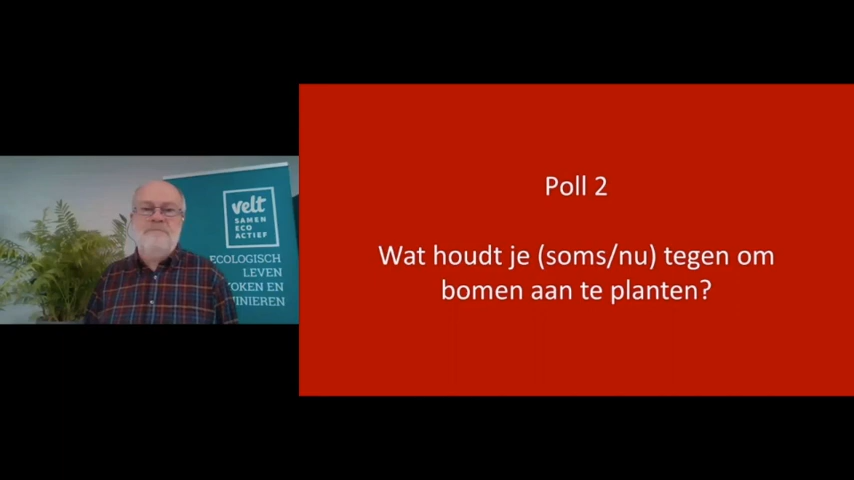 velt
SAMEN
ECO
ACTIEF
ECOLOGISCH
LEVEN
EN
Poll 2
Wat houdt je (soms/nu) tegen om
bomen aan te planten?